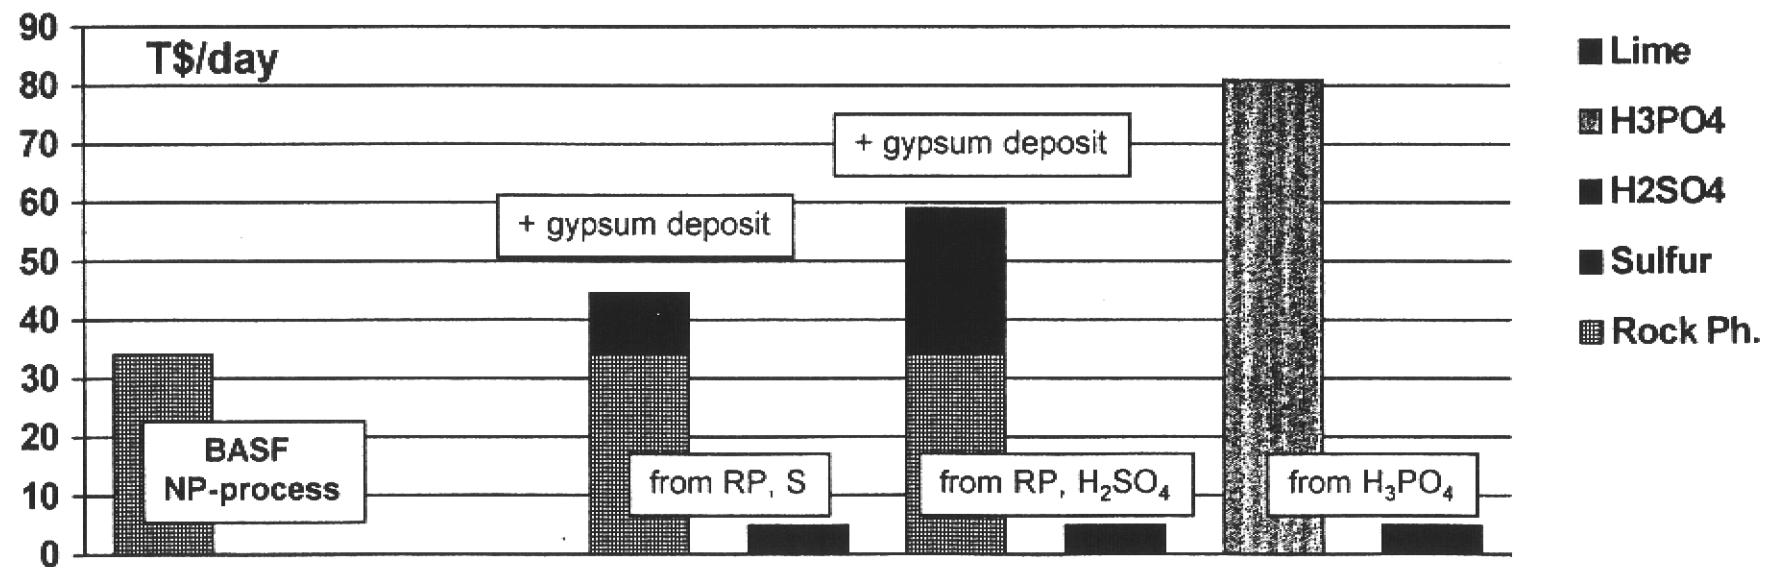 90
T$/day
80
70
60
50
40
30
20
10
0
+ gypsum deposit
+ gypsum deposit
BASF
NP-process
from RP, S
from RP, H₂SO₄
from H₃PO₄
Lime
H3PO4
H2SO4
Sulfur
Rock Ph.